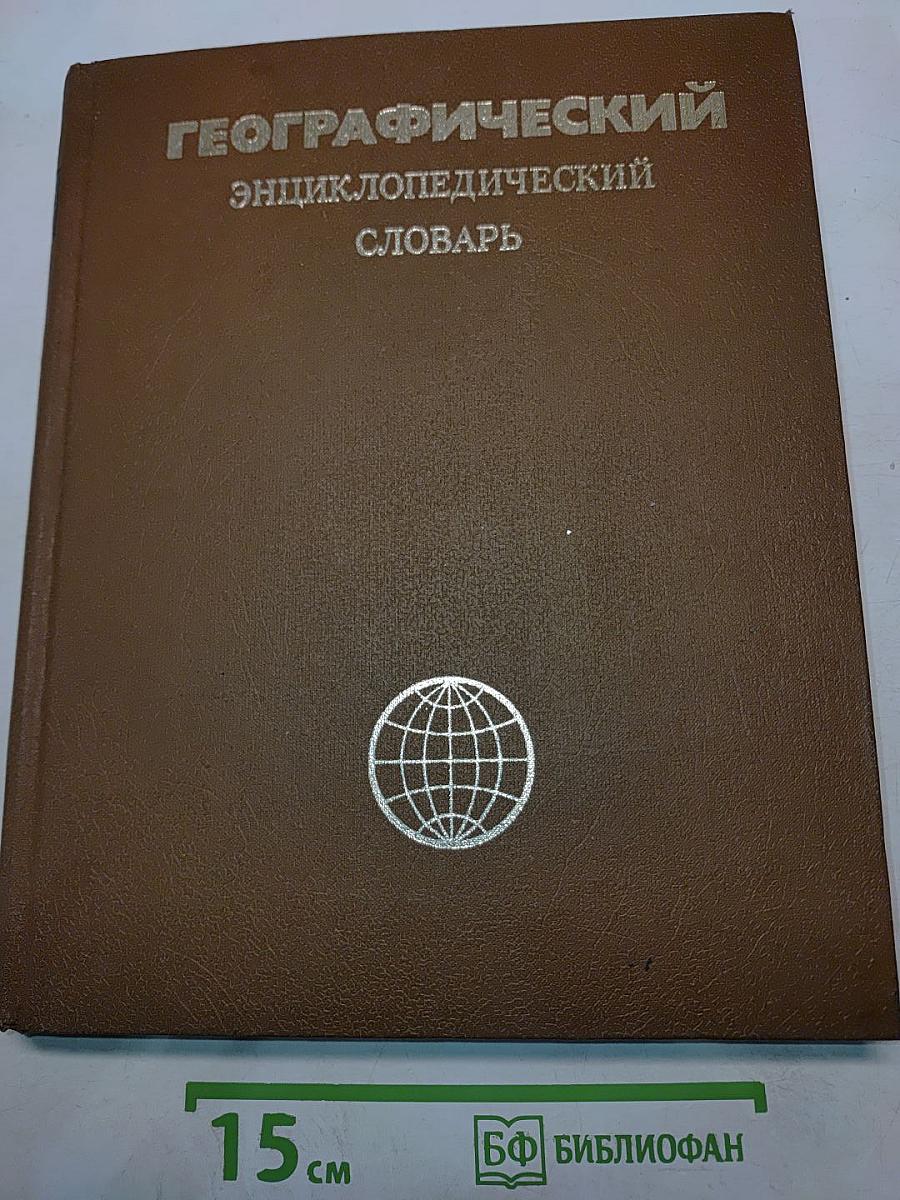 ГЕОГРАФИЧЕСКИЙ
ЭНЦИКЛОПЕДИЧЕСКИЙ
СЛОВАРЬ
15 см
БФ БИБЛИОФАН